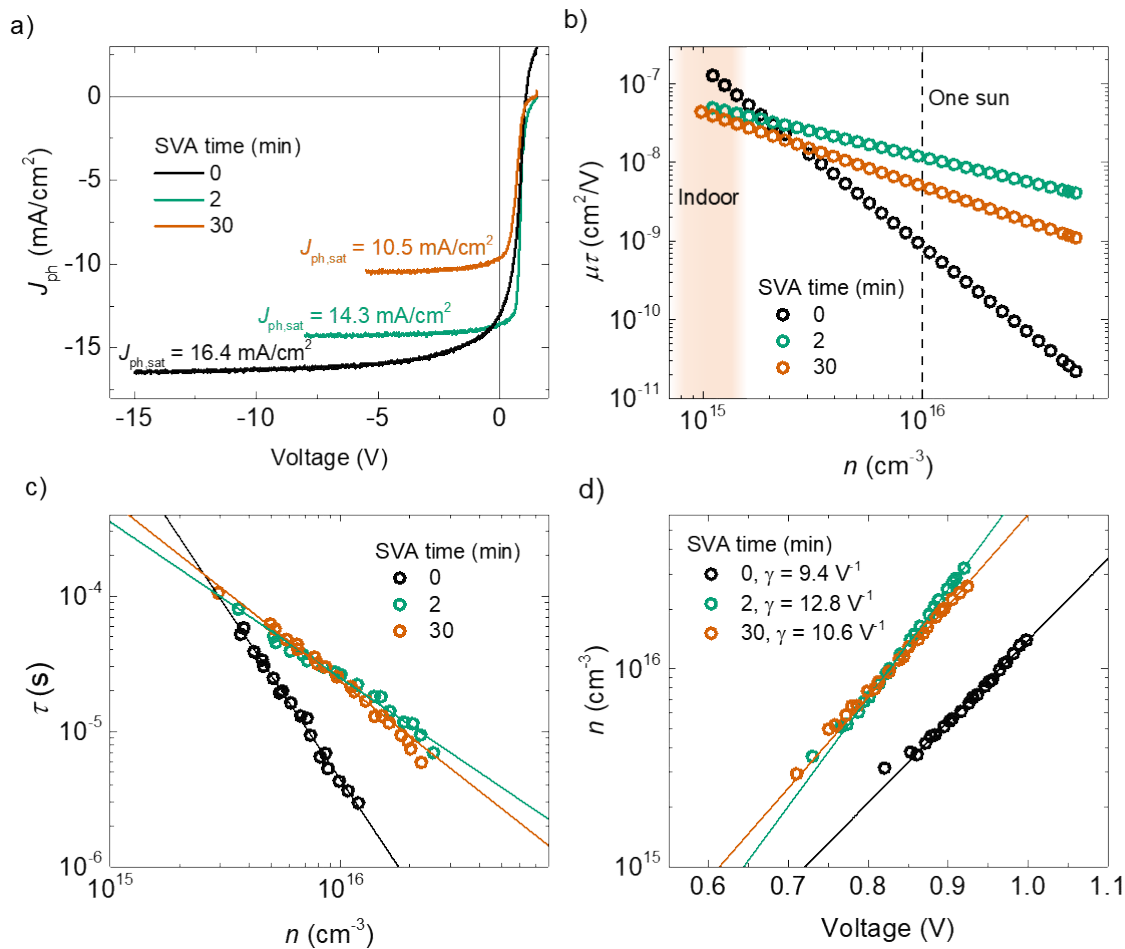 a)
J_ph (mA/cm²)
0
-5
-10
-15
SVA time (min)
0
2
30
J_ph,sat = 10.5 mA/cm²
J_ph,sat = 14.3 mA/cm²
J_ph,sat = 16.4 mA/cm²
-15 -10 -5 0
Voltage (V)
b)
μτ (cm²/V)
10⁻⁷
10⁻⁸
10⁻⁹
10⁻¹⁰
10⁻¹¹
One sun
Indoor
SVA time (min)
0
2
30
10¹⁵ 10¹⁶
n (cm⁻³)
c)
τ (s)
10⁻⁴
10⁻⁵
10⁻⁶
SVA time (min)
0
2
30
10¹⁵ 10¹⁶
n (cm⁻³)
d)
n (cm⁻³)
10¹⁶
10¹⁵
SVA time (min)
0, γ = 9.4 V⁻¹
2, γ = 12.8 V⁻¹
30, γ = 10.6 V⁻¹
0.6 0.7 0.8 0.9 1.0 1.1
Voltage (V)